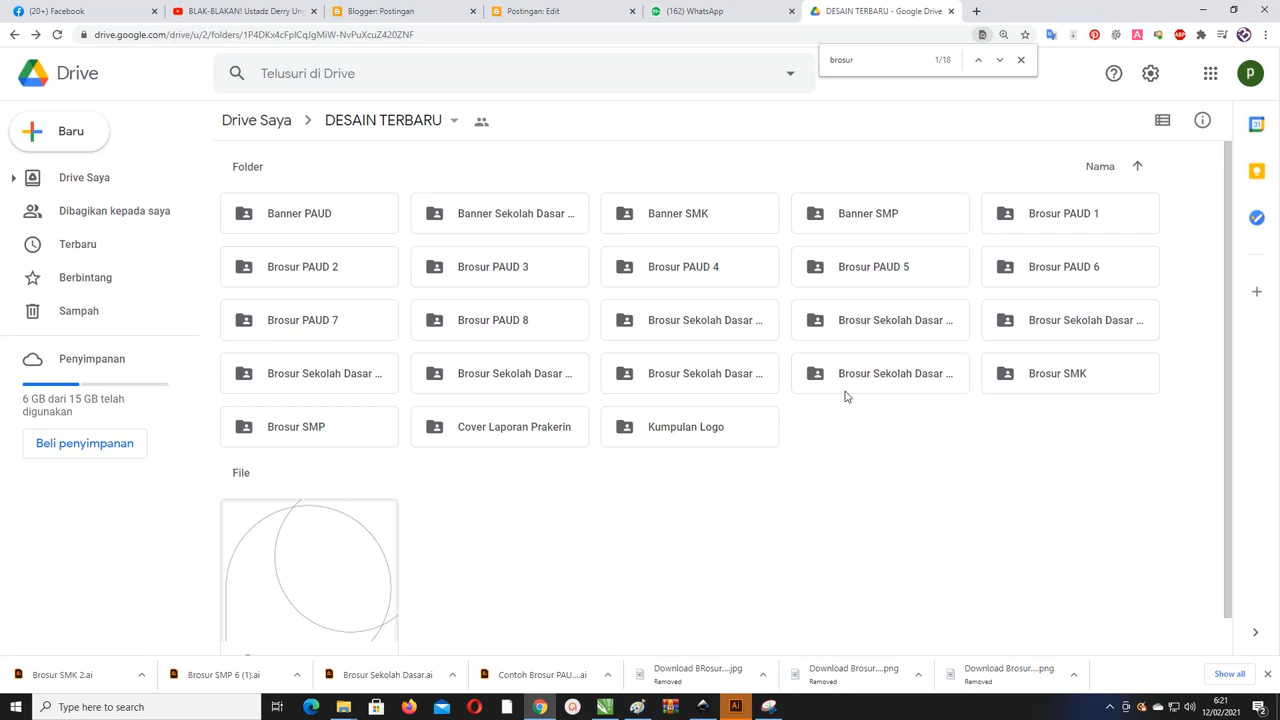 (20+) Facebook
BLAK-BLAKAN! Ustadz Derry Ung
Blogger: Postingan
Postingan: Edit
(162) WhatsApp
DESAIN TERBARU - Google Drive
drive.google.com/drive/u/2/folders/1P4DKx4cFplCqJgMiW-NvPuXcuZ420ZNF
brosur 1/18
Drive
Telusuri di Drive
P
Baru
Drive Saya > DESAIN TERBARU
Drive Saya
Dibagikan kepada saya
Terbaru
Berbintang
Sampah
Penyimpanan
6 GB dari 15 GB telah
digunakan
Beli penyimpanan
Folder
Nama
Banner PAUD
Banner Sekolah Dasar ...
Banner SMK
Banner SMP
Brosur PAUD 1
Brosur PAUD 2
Brosur PAUD 3
Brosur PAUD 4
Brosur PAUD 5
Brosur PAUD 6
Brosur PAUD 7
Brosur PAUD 8
Brosur Sekolah Dasar ...
Brosur Sekolah Dasar ...
Brosur Sekolah Dasar ...
Brosur Sekolah Dasar ...
Brosur Sekolah Dasar ...
Brosur Sekolah Dasar ...
Brosur Sekolah Dasar ...
Brosur SMK
Brosur SMP
Cover Laporan Prakerin
Kumpulan Logo
File
31
Brosur SMK 2.ai
Brosur SMP 6 (1).ai
Brosur Sekolah Dasar.ai
Contoh Brosur PAU....ai
Download BRosur....jpg
Removed
Download Brosur....png
Removed
Download Brosur....png
Removed
Show all
Type here to search
6:21
12/02/2021